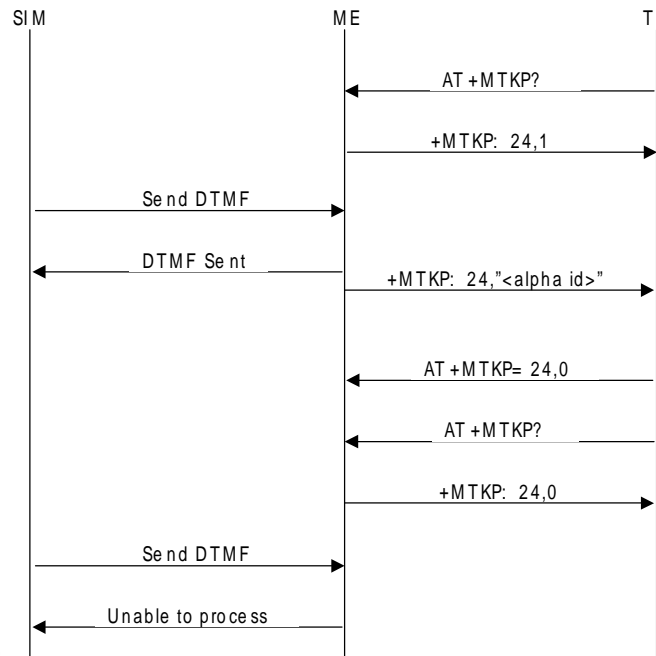 SIM ME T
AT+MTKP?
+MTKP: 24,1
Send DTMF
DTMF Sent
+MTKP: 24,"<alpha id>"
AT+MTKP= 24,0
AT+MTKP?
+MTKP: 24,0
Send DTMF
Unable to process